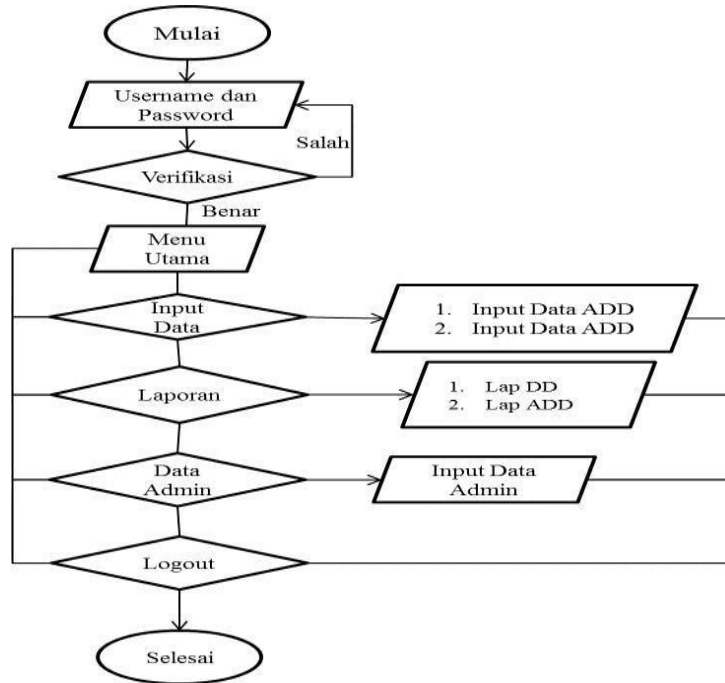 Mulai
Username dan
Password
Salah
Verifikasi
Benar
Menu
Utama
Input
Data
1. Input Data ADD
2. Input Data ADD
Laporan
1. Lap DD
2. Lap ADD
Data
Admin
Input Data
Admin
Logout
Selesai